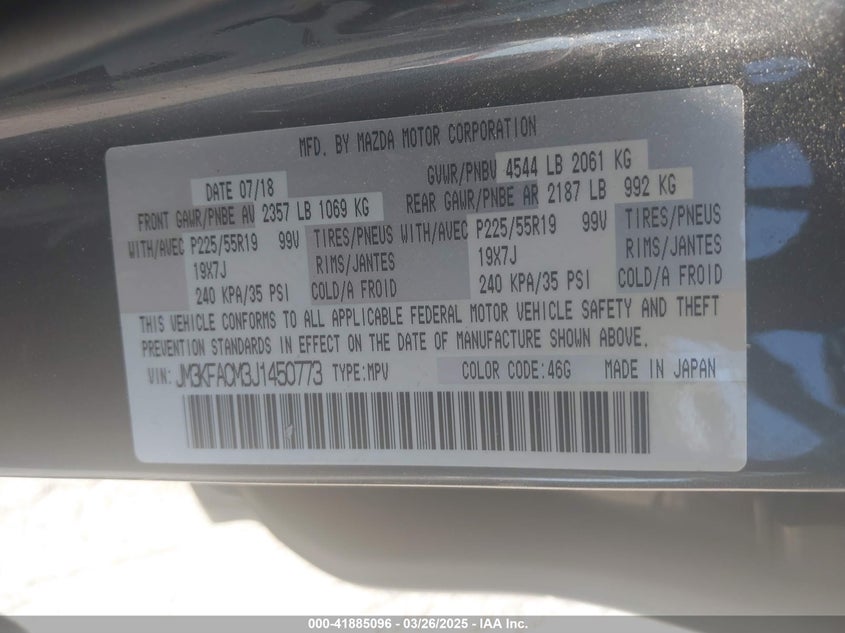 MFD. BY MAZDA MOTOR CORPORATION
DATE 07/18
GVWR/PNBV 4544 LB 2061 KG
FRONT GAWR/PNBE AV 2357 LB 1069 KG
REAR GAWR/PNBE AR 2187 LB 992 KG
WITH/AVEC P225/55R19 99V TIRES/PNEUS WITH/AVEC P225/55R19 99V TIRES/PNEUS
19X7J RIMS/JANTES 19X7J RIMS/JANTES
240 KPA/35 PSI COLD/A FROID 240 KPA/35 PSI COLD/A FROID
THIS VEHICLE CONFORMS TO ALL APPLICABLE FEDERAL MOTOR VEHICLE SAFETY AND THEFT
PREVENTION STANDARDS IN EFFECT ON THE DATE OF MANUFACTURE SHOWN ABOVE.
VIN: JM3KFACM3J1450773 TYPE:MPV COLOR CODE:46G MADE IN JAPAN
000-41885096 - 03/26/2025 - IAA Inc.